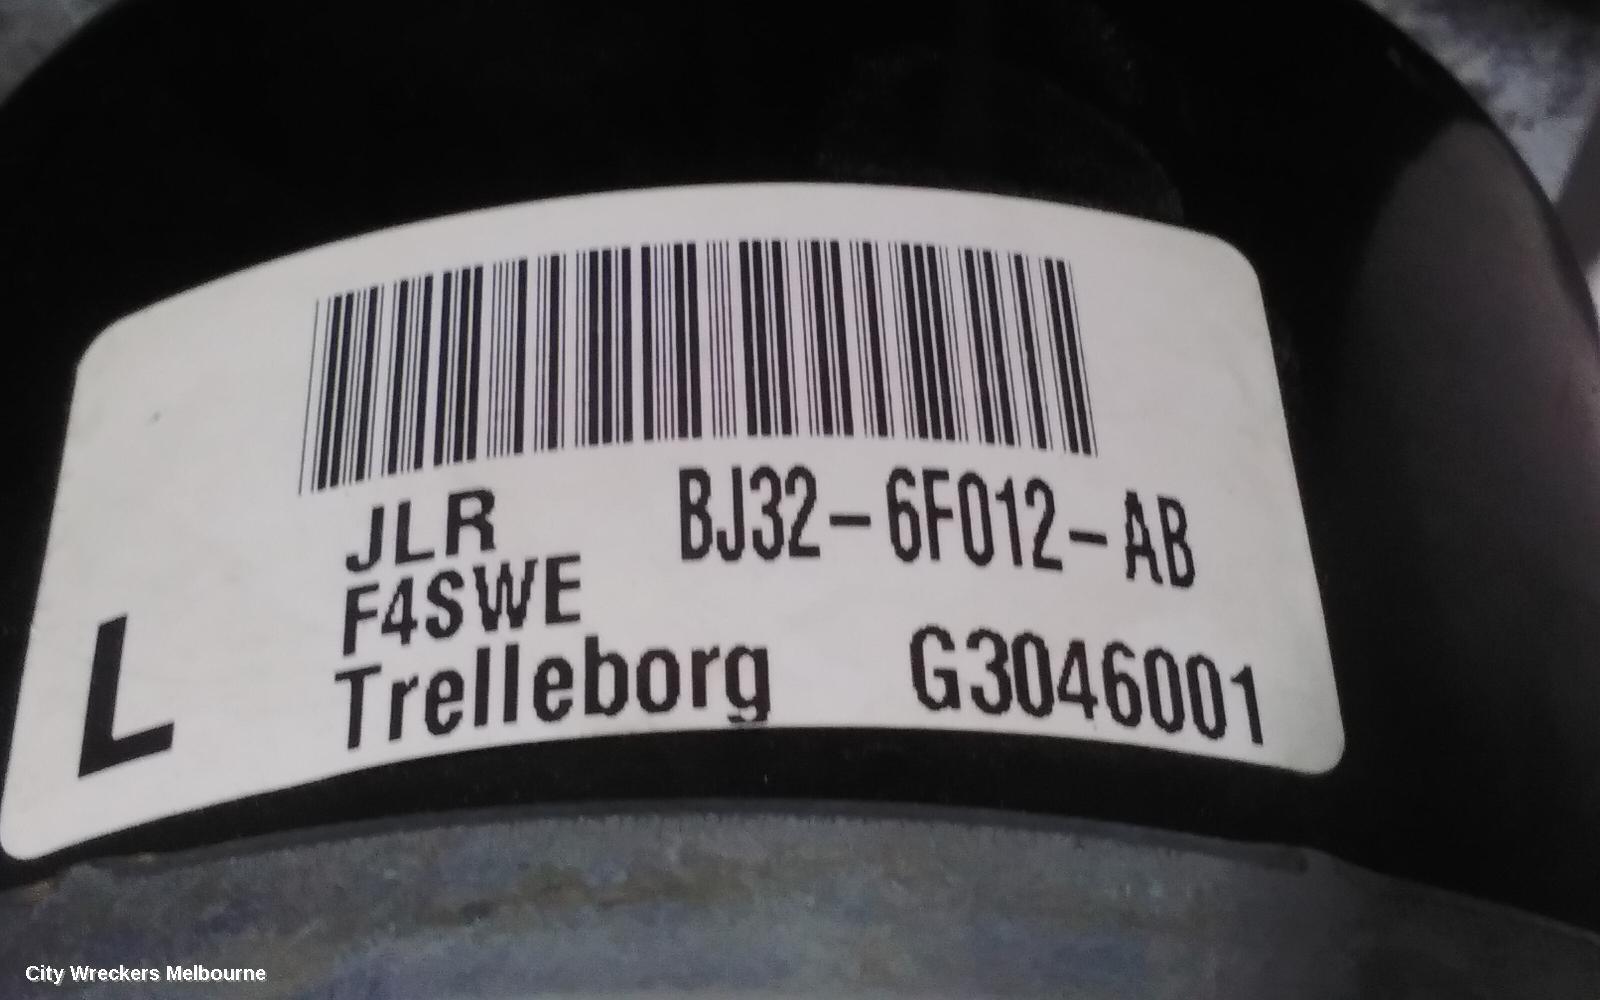 JLR BJ32-6F012-AB
F4SWE
L Trelleborg G3046001
City Wreckers Melbourne